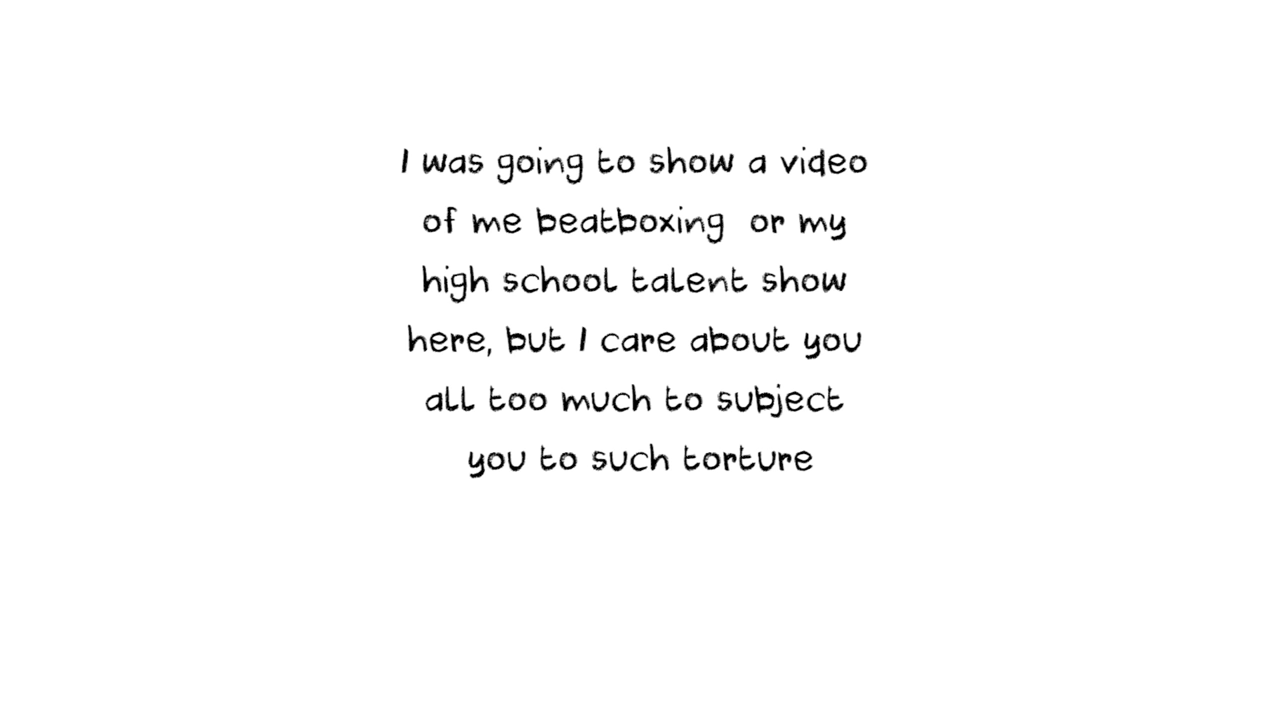 I was going to show a video
of me beatboxing  or my
high school talent show
here, but I care about you
all too much to subject
you to such torture